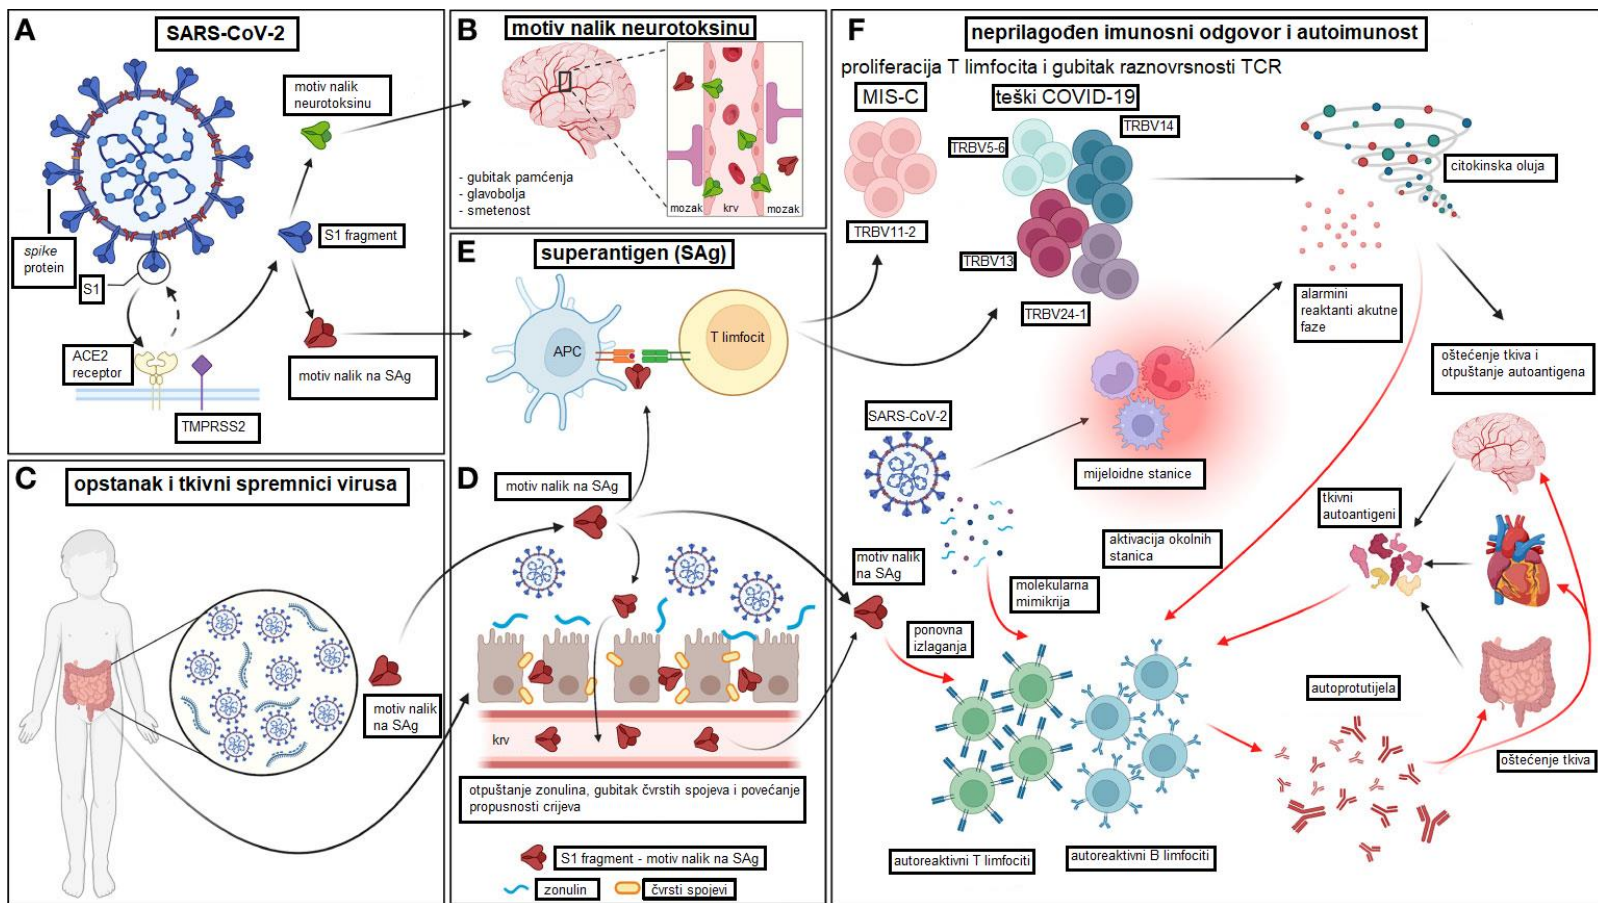 A
SARS-CoV-2
motiv nalik
neurotoksinu
spike
protein
S1
S1 fragment
ACE2
receptor
TMPRSS2
motiv nalik na SAg
B
motiv nalik neurotoksinu
- gubitak pamćenja
- glavobolja
- smetenost
mozak
krv
mozak
C
opstanak i tkivni spremnici virusa
motiv nalik
na SAg
D
motiv nalik na SAg
krv
otpuštanje zonulina, gubitak čvrstih spojeva i povećanje
propusnosti crijeva
S1 fragment - motiv nalik na SAg
zonulin
čvrsti spojevi
E
superantigen (SAg)
APC
T limfocit
F
neprilagođen imunosni odgovor i autoimunost
proliferacija T limfocita i gubitak raznovrsnosti TCR
MIS-C
teški COVID-19
TRBV14
TRBV5-6
TRBV11-2
TRBV13
TRBV24-1
citokinska oluja
alarmini
reaktanti akutne
faze
oštećenje tkiva i
otpuštanje autoantigena
SARS-CoV-2
mijeloidne stanice
tkivni
autoantigeni
aktivacija okolnih
stanica
motiv nalik
na SAg
molekularna
mimikrija
ponovna
izlaganja
autoprotutijela
oštećenje tkiva
autoreaktivni T limfociti
autoreaktivni B limfociti